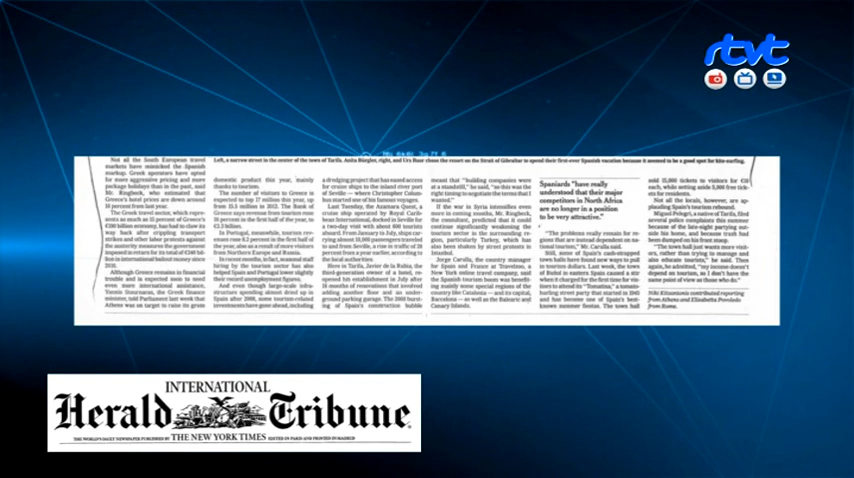 rtvt
Not all the South European travel
markets have mimicked the Spanish
markup. Greek operators have opted
for more aggressive pricing and more
package holidays than in the past, said
Mr. Ringbeck, who estimated that
Greece's hotel prices are down around
10 percent from last year.
The Greek travel sector, which repre-
sents as much as 15 percent of Greece's
€190 billion economy, has had to claw its
way back after crippling transport
strikes and other labor protests against
the austerity measures the government
imposed in return for its total of €240 bil-
lion in international bailout money since
2010.
Although Greece remains in financial
trouble and is expected soon to need
even more international assistance,
Yannis Stournaras, the Greek finance
minister, told Parliament last week that
Athens was on target to raise its gross
Left, a narrow street in the center of the town of Tarifa. Anita Büngler, right, and Urs Baur chose the resort on the Strait of Gibraltar to spend their first-ever Spanish vacation because it seemed to be a good spot for kite-surfing.
domestic product this year, mainly
thanks to tourism.
The number of visitors to Greece is
expected to top 17 million this year, up
from 15.5 million in 2012. The Bank of
Greece says revenue from tourism rose
18 percent in the first half of the year, to
€3.3 billion.
In Portugal, meanwhile, tourism rev-
enues rose 8.2 percent in the first half of
the year, also as a result of more visitors
from Northern Europe and Russia.
In recent months, in fact, seasonal staff
hiring by the tourism sector has also
helped Spain and Portugal lower slightly
their record unemployment figures.
And even though large-scale infra-
structure spending almost dried up in
Spain after 2008, some tourism-related
investments have gone ahead, including
a dredging project that has eased access
for cruise ships to the inland river port
of Seville — where Christopher Colum-
bus started one of his famous voyages.
Last Tuesday, the Azamara Quest, a
cruise ship operated by Royal Carib-
bean International, docked in Seville for
a two-day visit with about 600 tourists
aboard. From January to July, ships car-
rying almost 10,000 passengers traveled
to and from Seville, a rise in traffic of 28
percent from a year earlier, according to
the local authorities.
Here in Tarifa, Javier de la Rubia, the
third-generation owner of a hotel, re-
opened his establishment in July after
18 months of renovations that involved
adding another floor and an under-
ground parking garage. The 2008 burst-
ing of Spain's construction bubble
meant that "building companies were
at a standstill," he said, "so this was the
right timing to negotiate the terms that I
wanted."
If the war in Syria intensifies even
more in coming months, Mr. Ringbeck,
the consultant, predicted that it could
continue significantly weakening the
tourism sector in the surrounding re-
gion, particularly Turkey, which has
also been shaken by street protests in
Istanbul.
Jorge Carulla, the country manager
for Spain and France at Travelzoo, a
New York online travel company, said
the Spanish tourism boom was benefit-
ing mainly some specific regions of the
country like Catalonia — and its capital,
Barcelona — as well as the Balearic and
Canary Islands.
Spaniards "have really
understood that their major
competitors in North Africa
are no longer in a position
to be very attractive."
"The problems really remain for re-
gions that are instead dependent on na-
tional tourism," Mr. Carulla said.
Still, some of Spain's cash-strapped
town halls have found new ways to pull
in tourism dollars. Last week, the town
of Buñol in eastern Spain caused a stir
when it charged for the first time for vis-
itors to attend its "Tomatina," a tomato-
hurling street party that started in 1945
and has become one of Spain's best-
known summer fiestas. The town hall
sold 15,000 tickets to visitors for €10
each, while setting aside 5,000 free tick-
ets for residents.
Not all the locals, however, are ap-
plauding Spain's tourism rebound.
Miguel Pelegri, a native of Tarifa, filed
several police complaints this summer
because of the late-night partying out-
side his home, and because trash had
been dumped on his front stoop.
"The town hall just wants more visit-
ors, rather than trying to manage and
also educate tourists," he said. Then
again, he admitted, "my income doesn't
depend on tourism, so I don't have the
same point of view as those who do."
Niki Kitsantonis contributed reporting
from Athens and Elisabetta Povoledo
from Rome.
INTERNATIONAL
Herald Tribune
THE WORLD'S DAILY NEWSPAPER PUBLISHED BY THE NEW YORK TIMES EDITED IN PARIS AND PRINTED IN MADRID